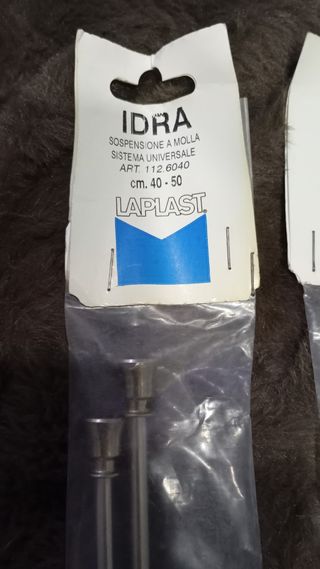 IDRA
SOSPENSIONE A MOLLA
SISTEMA UNIVERSALE
ART. 112.6040
cm. 40 - 50
LAPLAST®